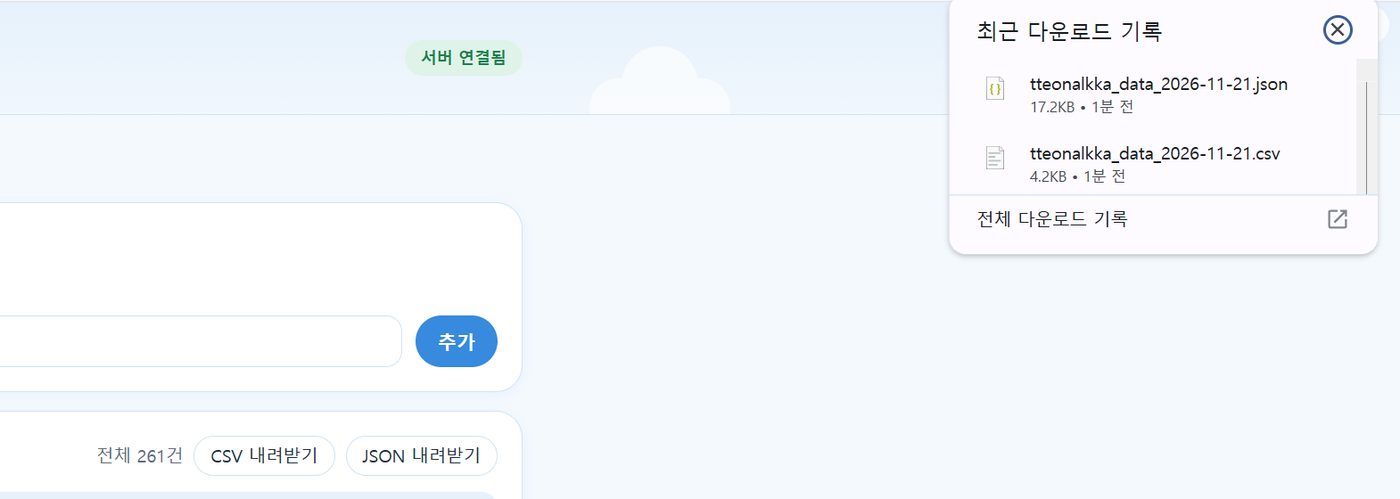 최근 다운로드 기록
서버 연결됨
tteonalkka_data_2026-11-21.json
17.2KB • 1분 전
tteonalkka_data_2026-11-21.csv
4.2KB • 1분 전
전체 다운로드 기록
추가
전체 261건 CSV 내려받기 JSON 내려받기